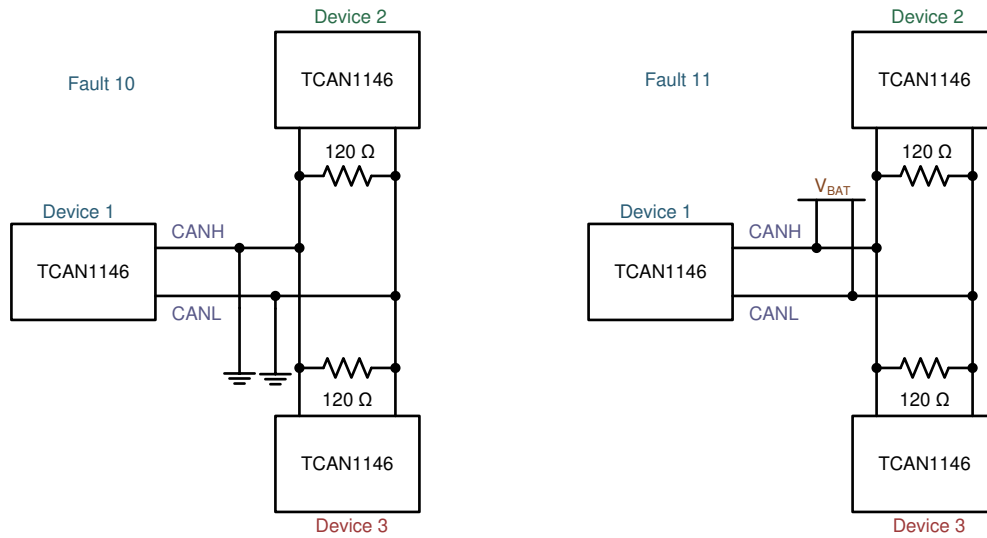 Device 2
TCAN1146
Fault 10
120 Ω
Device 1
CANH
TCAN1146
CANL
120 Ω
TCAN1146
Device 3
Device 2
TCAN1146
Fault 11
120 Ω
VBAT
Device 1
CANH
TCAN1146
CANL
120 Ω
TCAN1146
Device 3